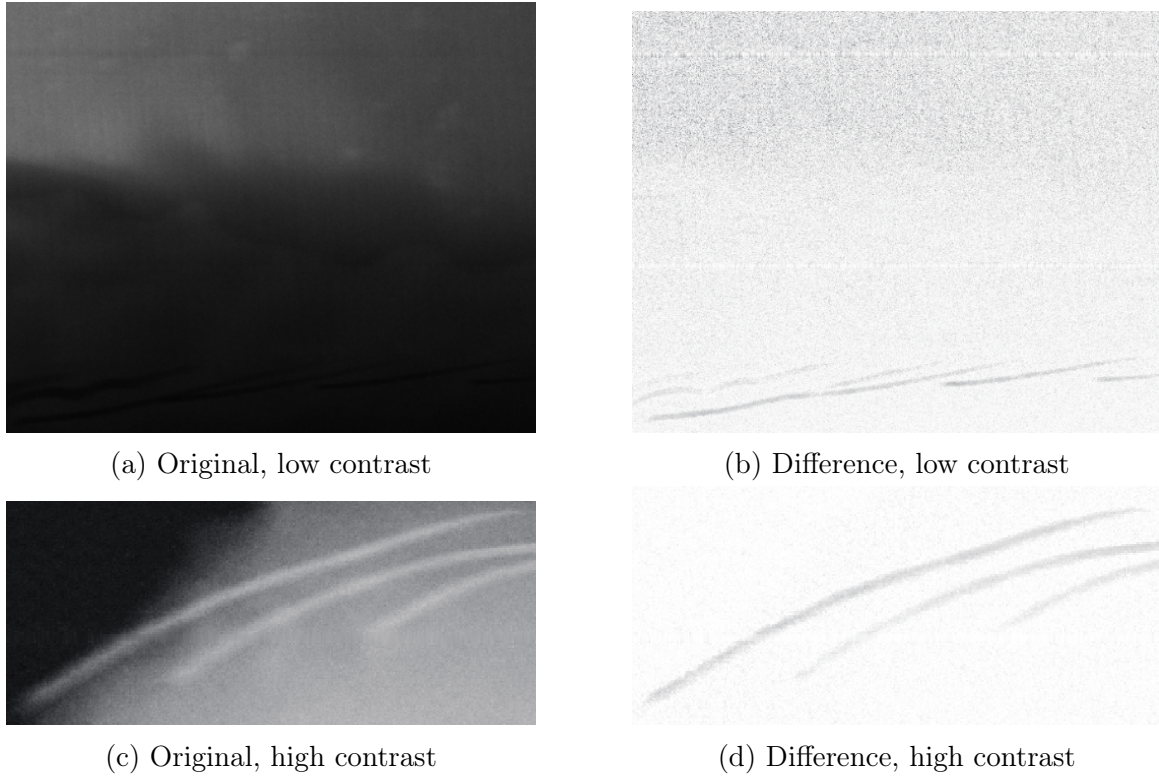 (a) Original, low contrast
(b) Difference, low contrast
(c) Original, high contrast
(d) Difference, high contrast